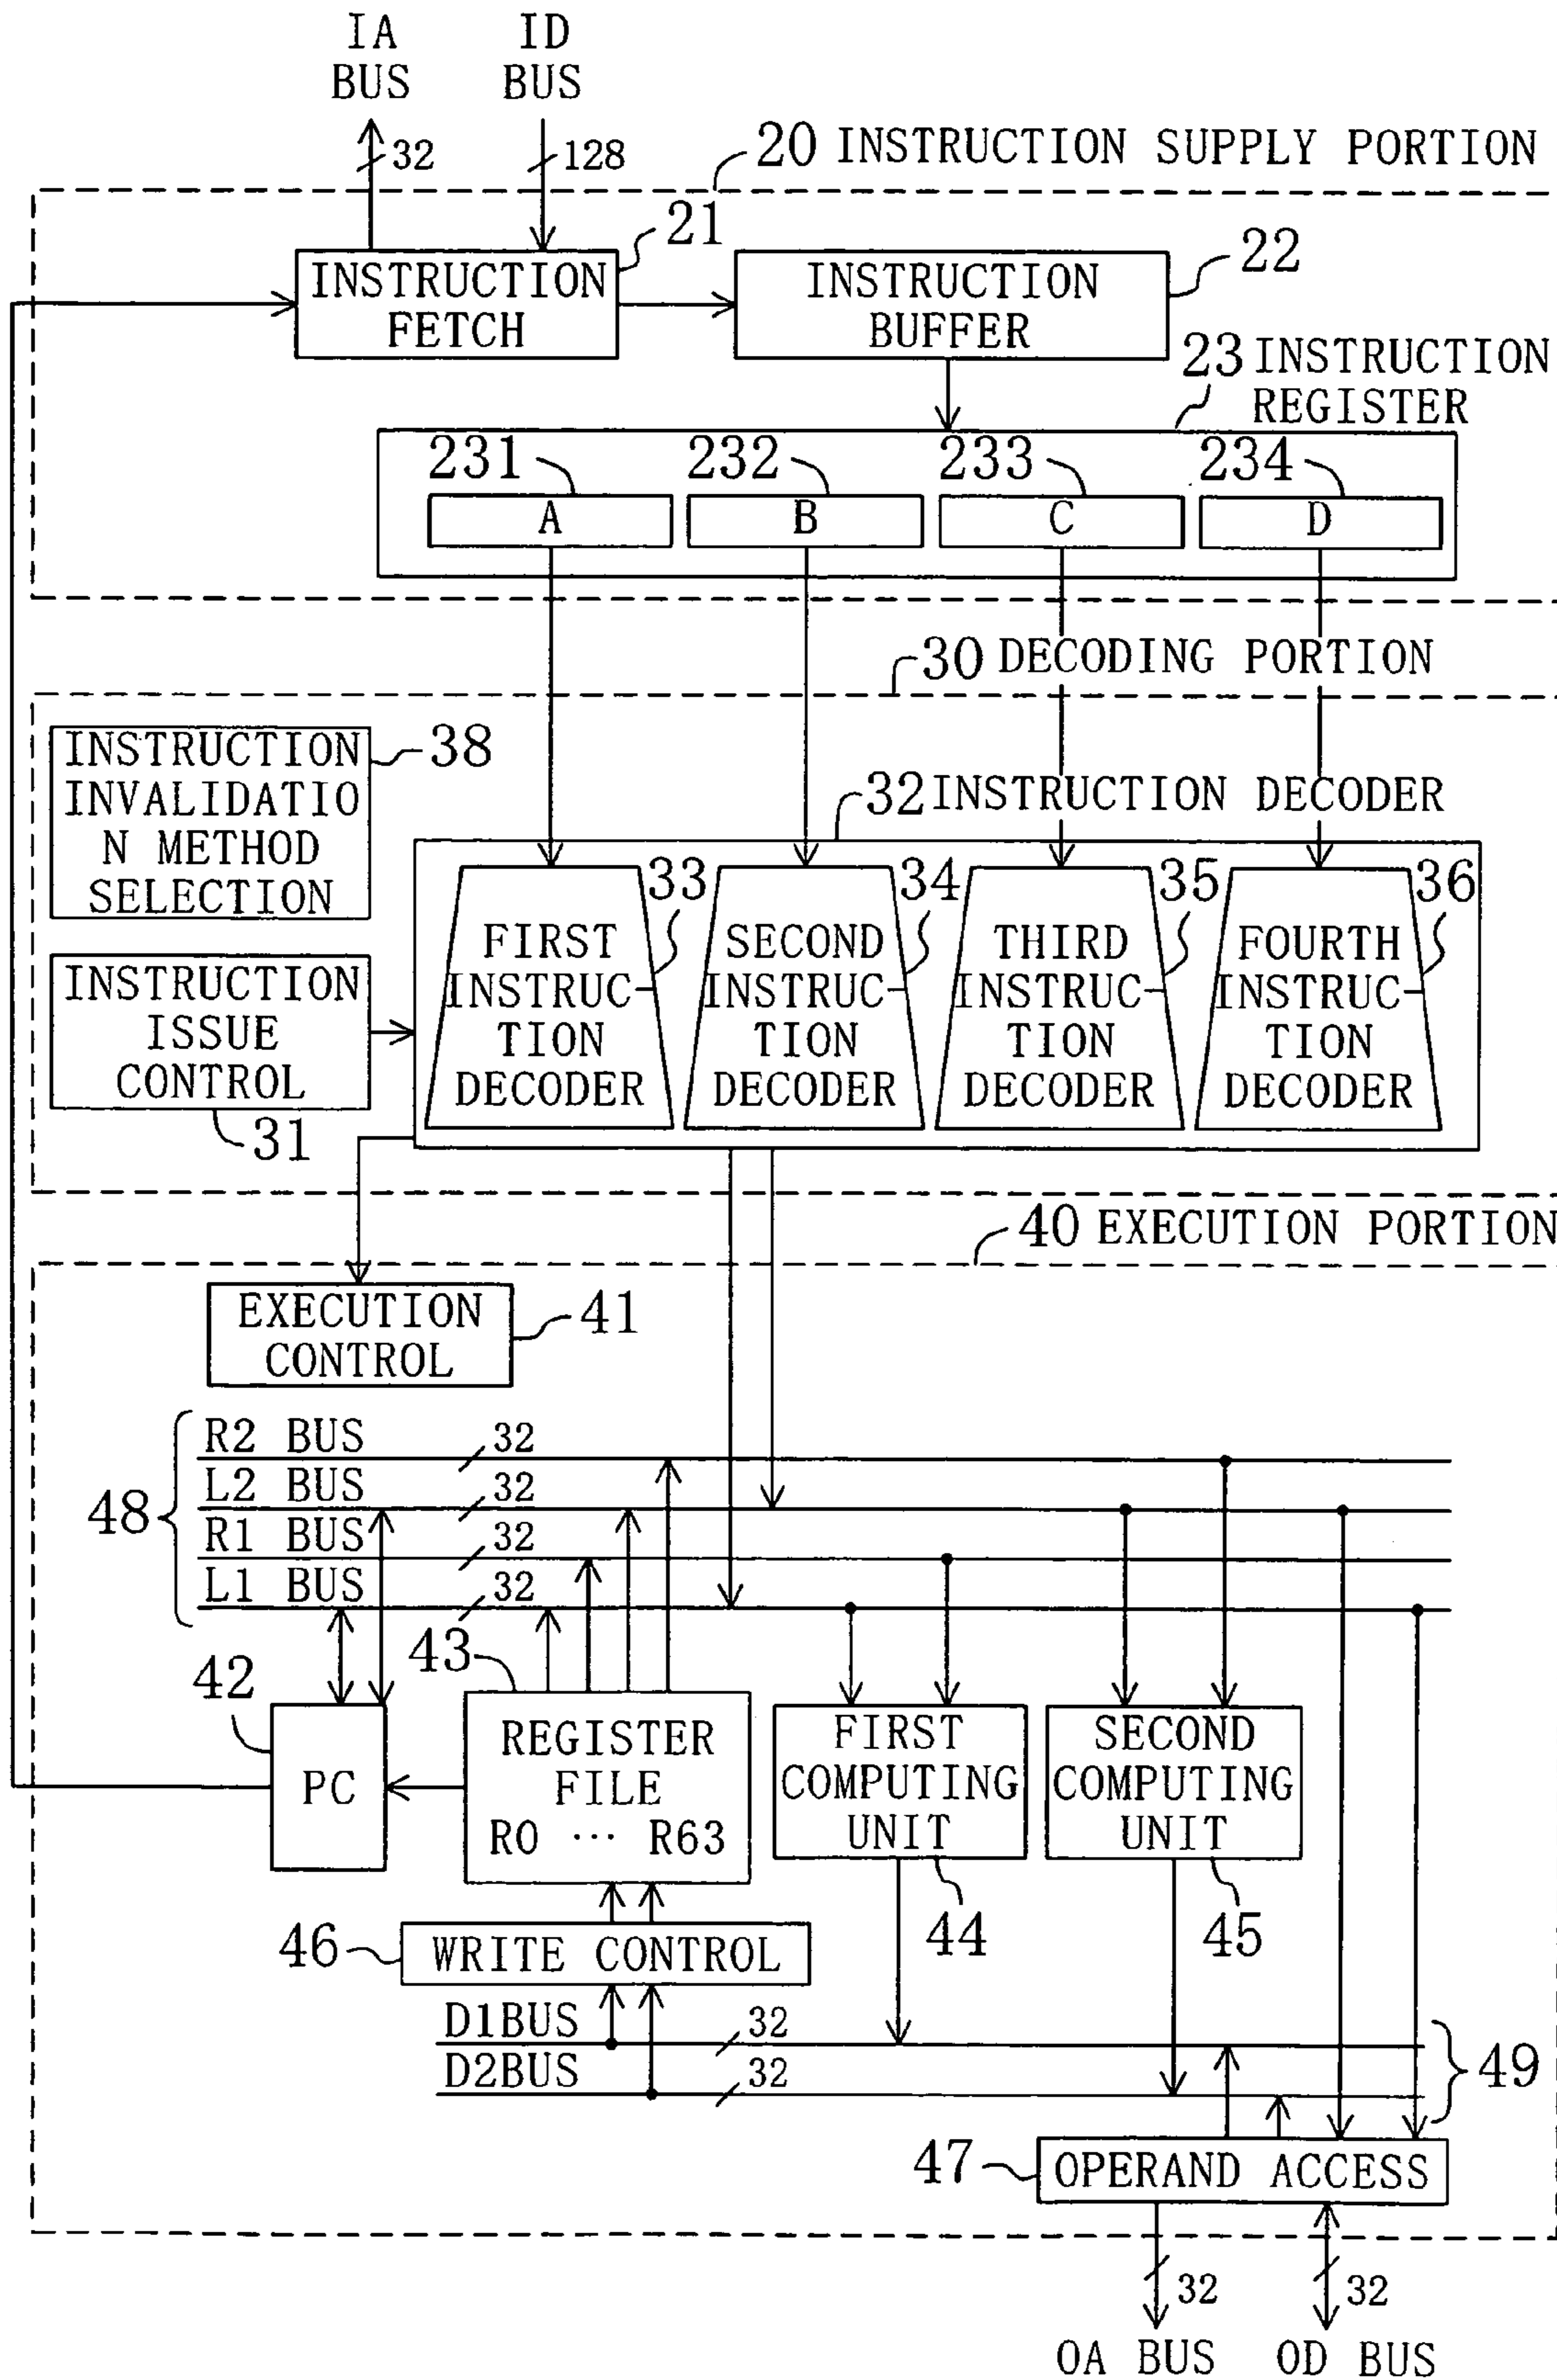 IA BUS
ID BUS
32
128
20 INSTRUCTION SUPPLY PORTION
21
INSTRUCTION
FETCH
22
INSTRUCTION
BUFFER
23 INSTRUCTION
REGISTER
231
232
233
234
A
B
C
D
30 DECODING PORTION
38
INSTRUCTION
INVALIDATIO
N METHOD
SELECTION
32 INSTRUCTION DECODER
33
34
35
36
FIRST
INSTRUC-
TION
DECODER
SECOND
INSTRUC-
TION
DECODER
THIRD
INSTRUC-
TION
DECODER
FOURTH
INSTRUC-
TION
DECODER
INSTRUCTION
ISSUE
CONTROL
31
40 EXECUTION PORTION
EXECUTION
CONTROL
41
48
R2 BUS 32
L2 BUS 32
R1 BUS 32
L1 BUS 32
42
PC
43
REGISTER
FILE
R0 ··· R63
FIRST
COMPUTING
UNIT
44
SECOND
COMPUTING
UNIT
45
46
WRITE CONTROL
D1BUS 32
D2BUS 32
49
47
OPERAND ACCESS
32
32
OA BUS
OD BUS